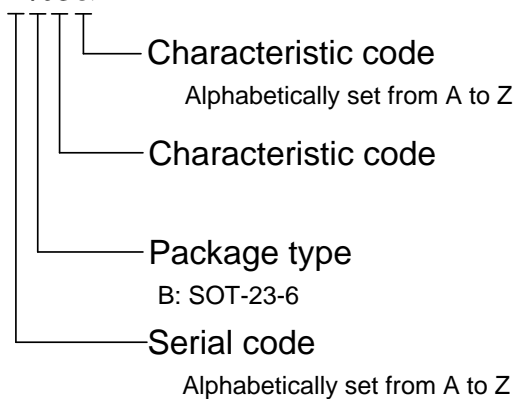 Characteristic code
Alphabetically set from A to Z
Characteristic code
Package type
B: SOT-23-6
Serial code
Alphabetically set from A to Z